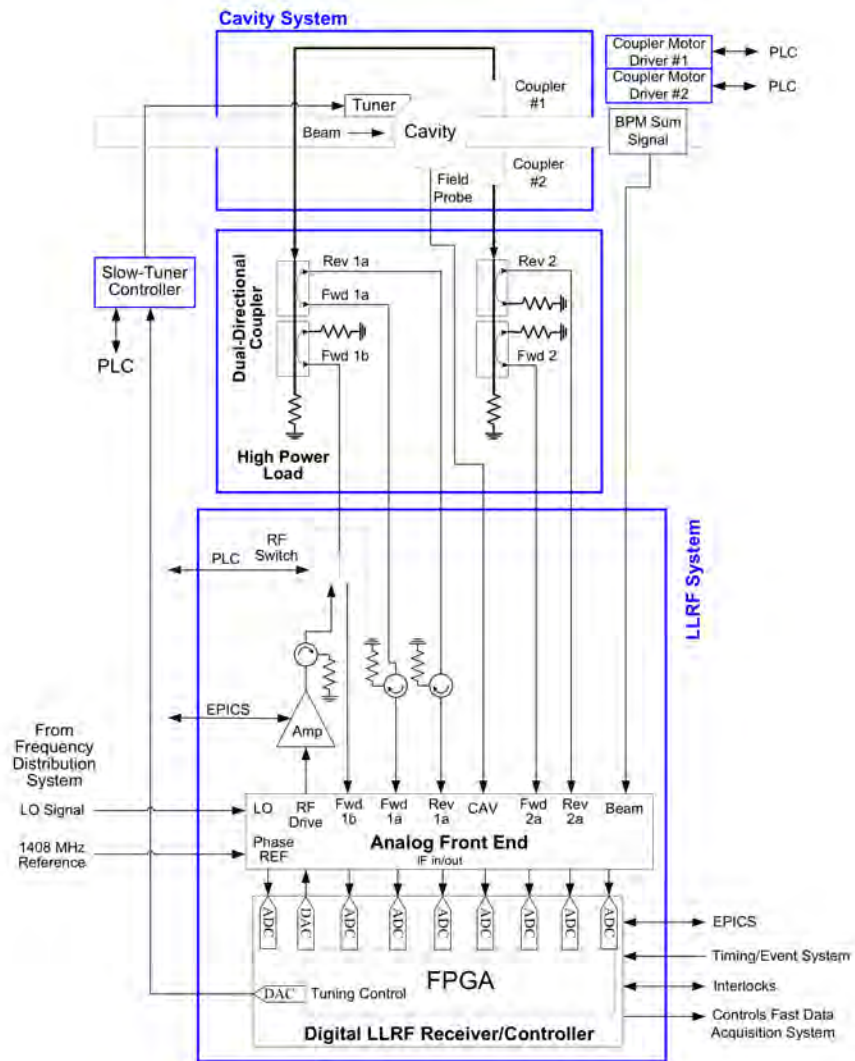 Cavity System
Coupler Motor
Driver #1
PLC
Coupler Motor
Driver #2
PLC
Coupler
#1
Tuner
Beam
Cavity
BPM Sum
Signal
Coupler
#2
Field
Probe
Slow-Tuner
Controller
PLC
Dual-Directional
Coupler
Rev 1a
Fwd 1a
Fwd 1b
Rev 2
Fwd 2
High Power
Load
LLRF System
RF
Switch
PLC
EPICS
Amp
From
Frequency
Distribution
System
LO Signal
1408 MHz
Reference
LO
RF
Drive
Fwd
1b
Fwd
1a
Rev
1a
CAV
Fwd
2a
Rev
2a
Beam
Phase
REF
Analog Front End
IF in/out
ADC
DAC
ADC
ADC
ADC
ADC
ADC
ADC
ADC
EPICS
Timing/Event System
Interlocks
Controls Fast Data
Acquisition System
FPGA
DAC
Tuning Control
Digital LLRF Receiver/Controller